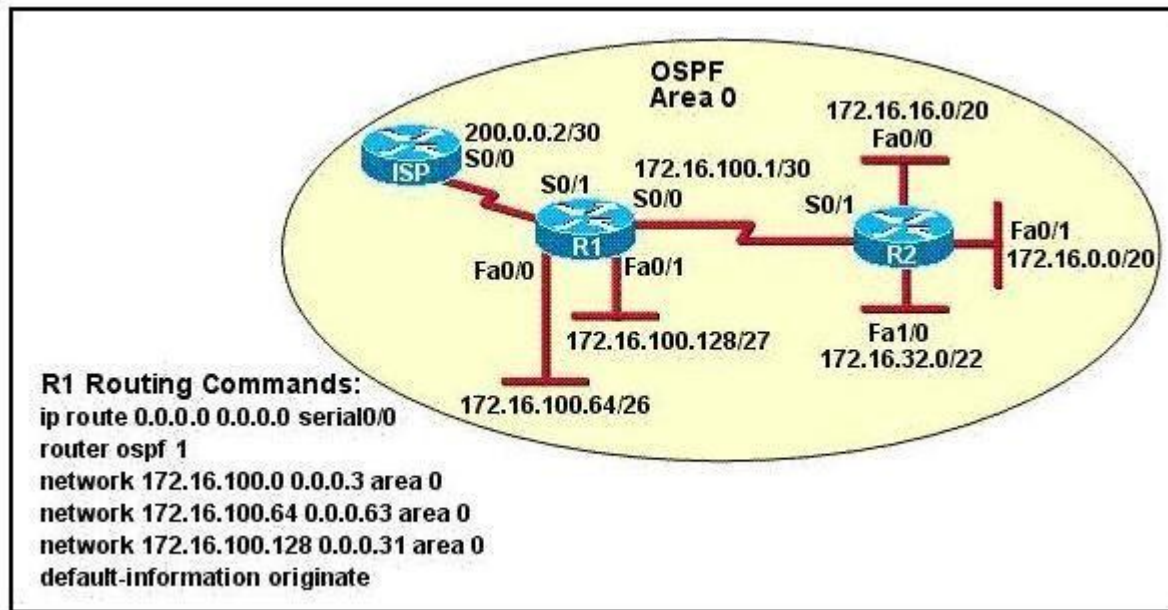 OSPF
Area 0
172.16.16.0/20
Fa0/0
200.0.0.2/30
S0/0
ISP
172.16.100.1/30
S0/1
S0/0
S0/1
R1
R2
Fa0/1
172.16.0.0/20
Fa0/0
Fa0/1
Fa1/0
172.16.32.0/22
172.16.100.128/27
172.16.100.64/26
R1 Routing Commands:
ip route 0.0.0.0 0.0.0.0 serial0/0
router ospf 1
network 172.16.100.0 0.0.0.3 area 0
network 172.16.100.64 0.0.0.63 area 0
network 172.16.100.128 0.0.0.31 area 0
default-information originate